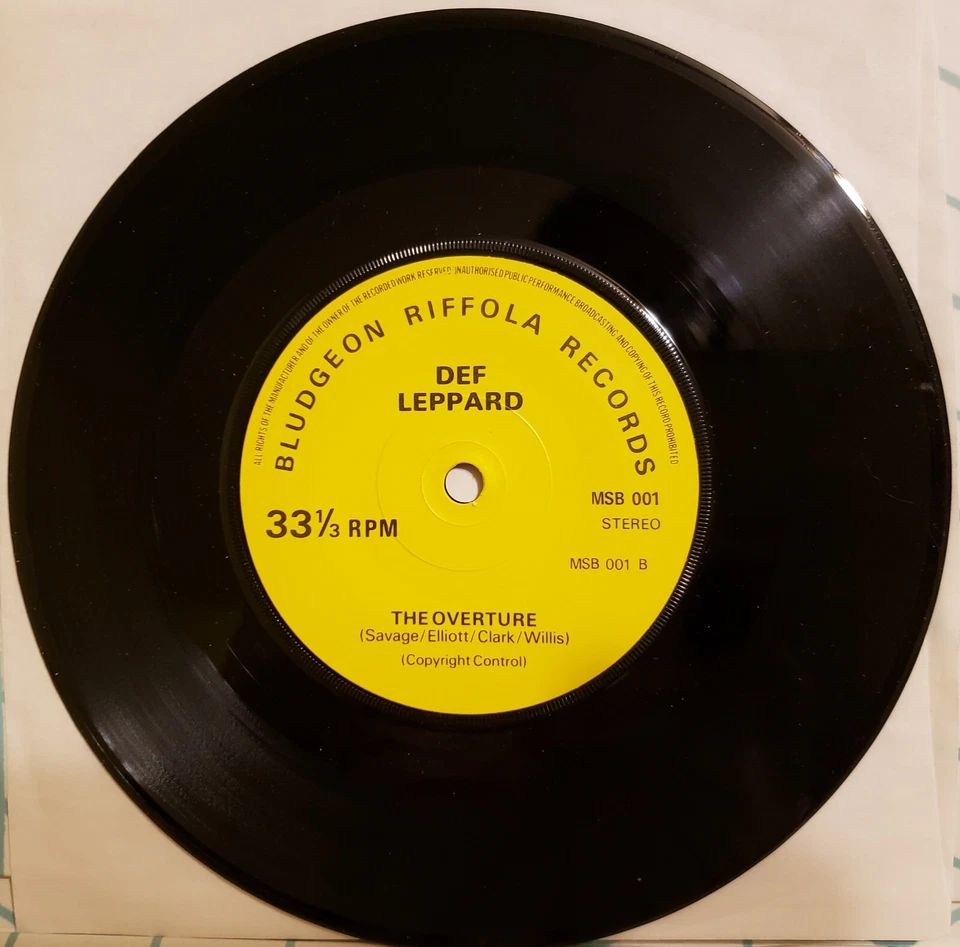 ALL RIGHTS OF THE MANUFACTURER AND OF THE OWNER OF THE RECORDED WORK RESERVED UNAUTHORISED PUBLIC PERFORMANCE BROADCASTING AND COPYING OF THIS RECORD PROHIBITED
BLUDGEON RIFFOLA RECORDS
DEF
LEPPARD
MSB 001
33⅓ RPM
STEREO
MSB 001 B
THE OVERTURE
(Savage/Elliott/Clark/Willis)
(Copyright Control)